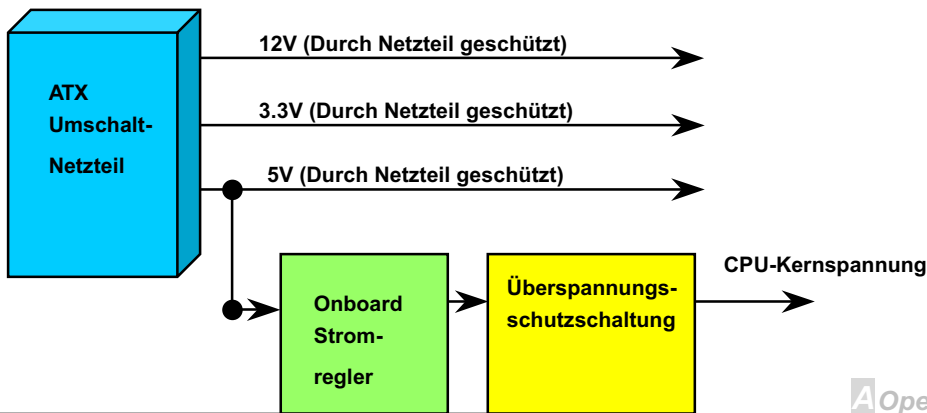 12V (Durch Netzteil geschützt)
ATX
Umschalt-
Netzteil
3.3V (Durch Netzteil geschützt)
5V (Durch Netzteil geschützt)
CPU-Kernspannung
Onboard
Strom-
regler
Überspannungs-
schutzschaltung
AOpe